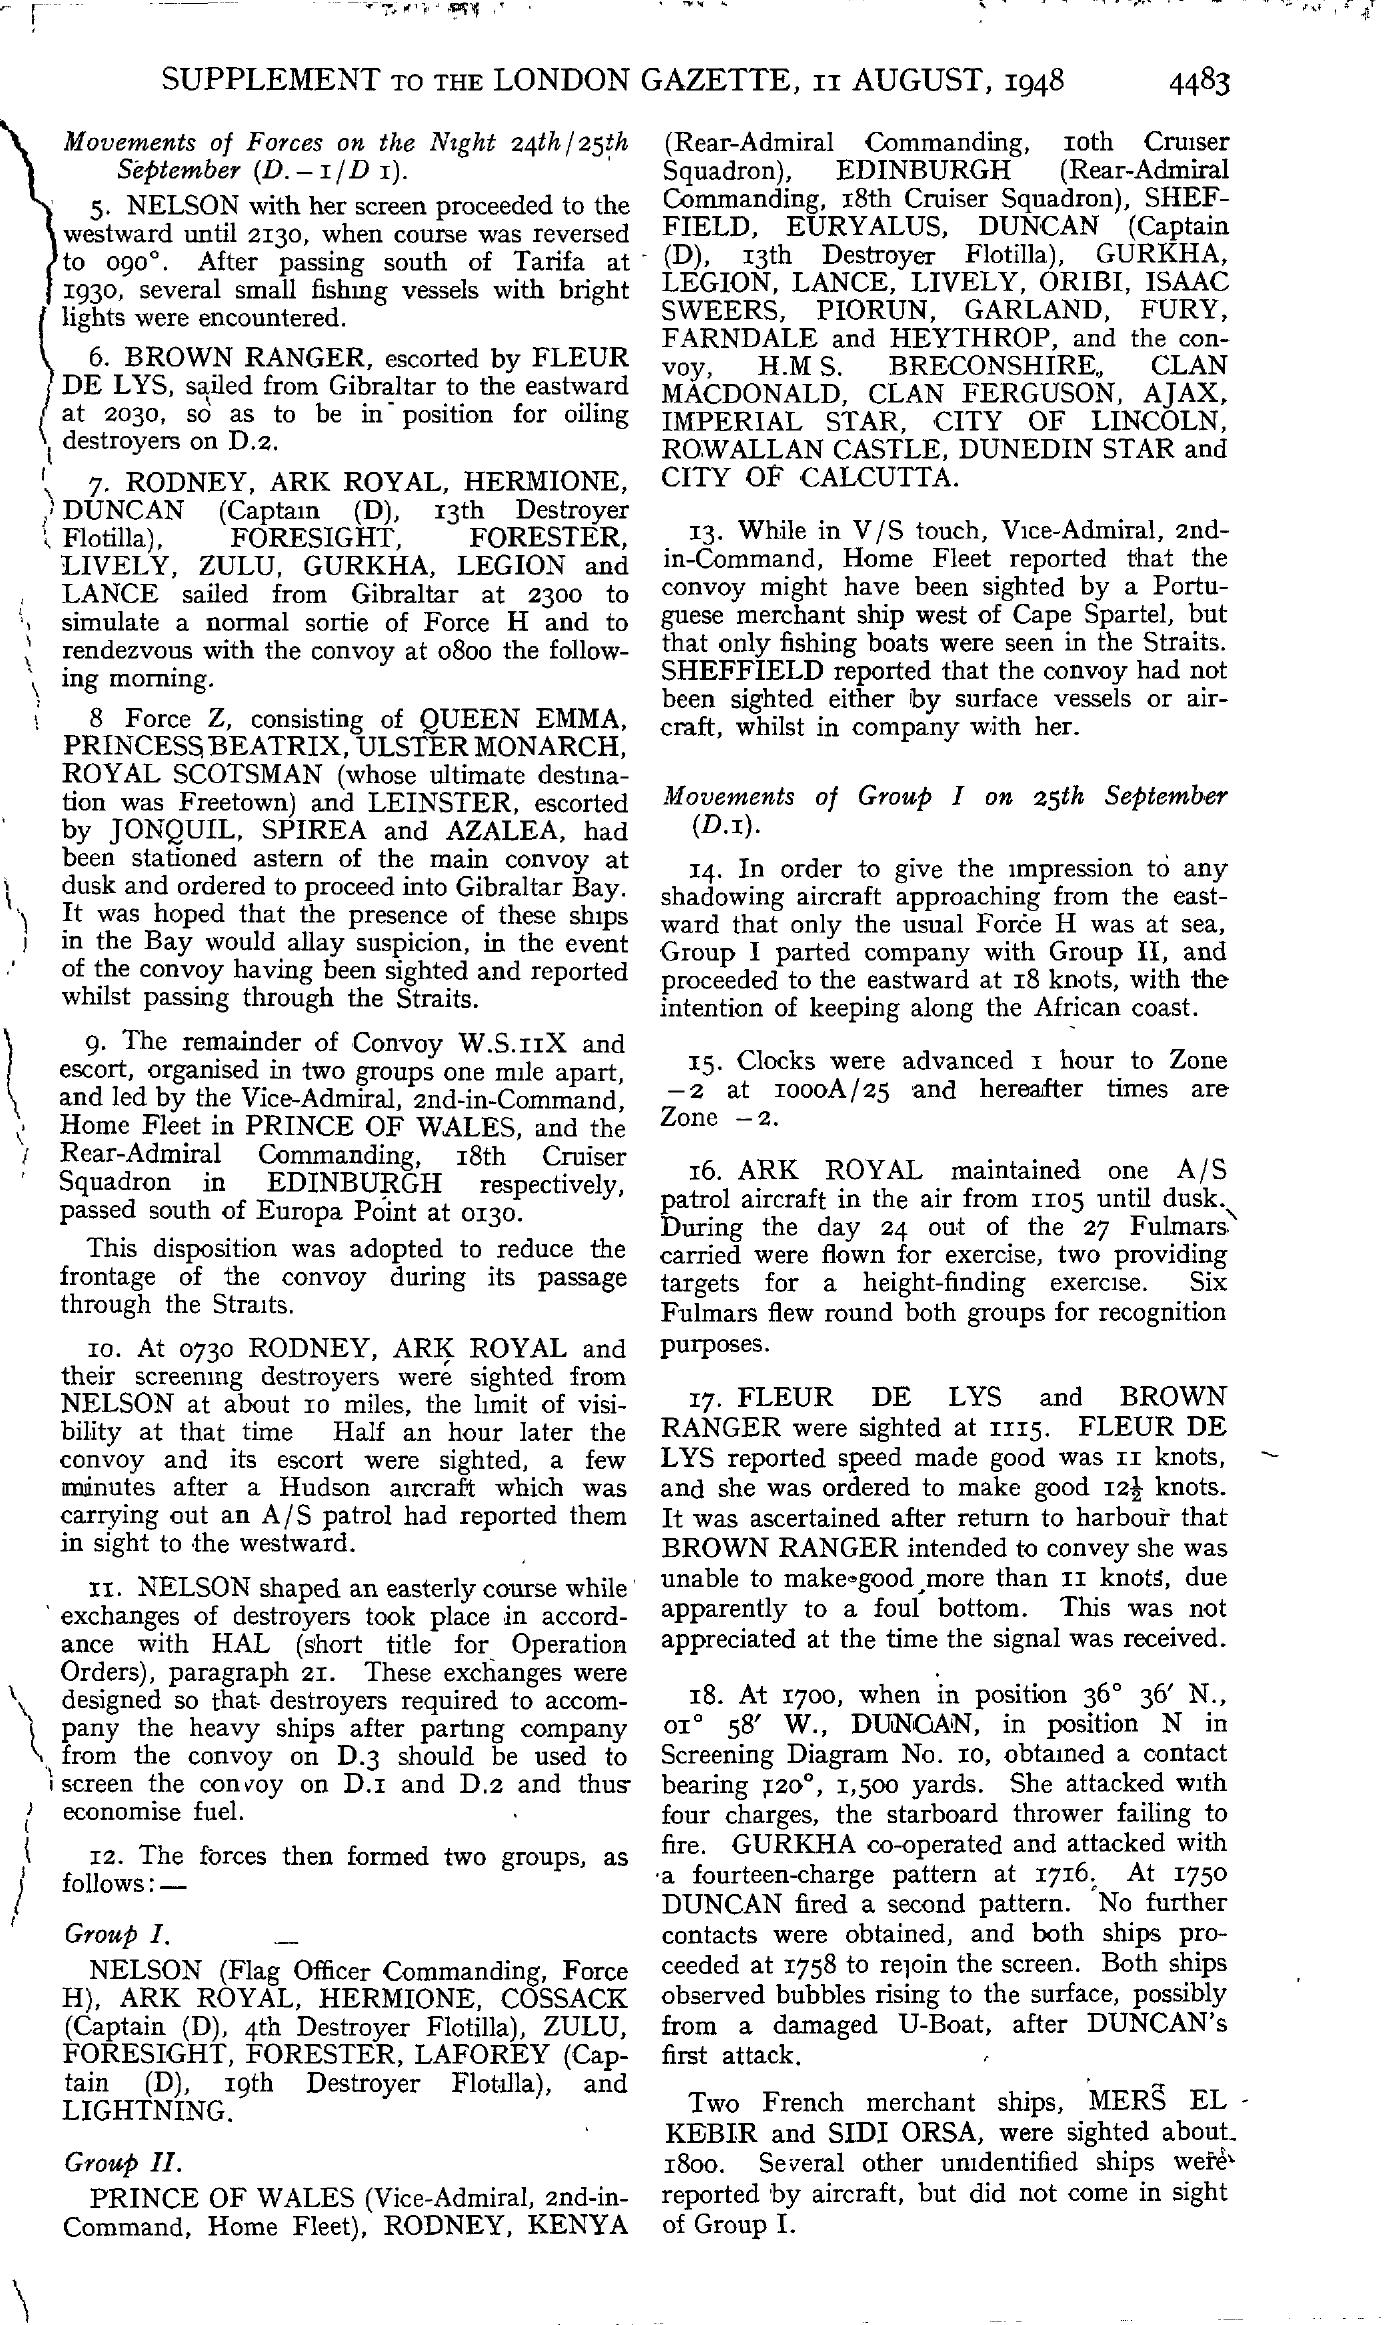 SUPPLEMENT TO THE LONDON GAZETTE, 11 AUGUST, 1948 4483
Movements of Forces on the Night 24th/25th
September (D. – 1/D 1).
5. NELSON with her screen proceeded to the
westward until 2130, when course was reversed
to 090°. After passing south of Tarifa at
1930, several small fishing vessels with bright
lights were encountered.
6. BROWN RANGER, escorted by FLEUR
DE LYS, sailed from Gibraltar to the eastward
at 2030, so as to be in position for oiling
destroyers on D.2.
7. RODNEY, ARK ROYAL, HERMIONE,
DUNCAN (Captain (D), 13th Destroyer
Flotilla), FORESIGHT, FORESTER,
LIVELY, ZULU, GURKHA, LEGION and
LANCE sailed from Gibraltar at 2300 to
simulate a normal sortie of Force H and to
rendezvous with the convoy at 0800 the follow-
ing morning.
8 Force Z, consisting of QUEEN EMMA,
PRINCESS BEATRIX, ULSTER MONARCH,
ROYAL SCOTSMAN (whose ultimate destina-
tion was Freetown) and LEINSTER, escorted
by JONQUIL, SPIREA and AZALEA, had
been stationed astern of the main convoy at
dusk and ordered to proceed into Gibraltar Bay.
It was hoped that the presence of these ships
in the Bay would allay suspicion, in the event
of the convoy having been sighted and reported
whilst passing through the Straits.
9. The remainder of Convoy W.S.11X and
escort, organised in two groups one mile apart,
and led by the Vice-Admiral, 2nd-in-Command,
Home Fleet in PRINCE OF WALES, and the
Rear-Admiral Commanding, 18th Cruiser
Squadron in EDINBURGH respectively,
passed south of Europa Point at 0130.
This disposition was adopted to reduce the
frontage of the convoy during its passage
through the Straits.
10. At 0730 RODNEY, ARK ROYAL and
their screening destroyers were sighted from
NELSON at about 10 miles, the limit of visi-
bility at that time Half an hour later the
convoy and its escort were sighted, a few
minutes after a Hudson aircraft which was
carrying out an A/S patrol had reported them
in sight to the westward.
11. NELSON shaped an easterly course while
exchanges of destroyers took place in accord-
ance with HAL (short title for Operation
Orders), paragraph 21. These exchanges were
designed so that destroyers required to accom-
pany the heavy ships after parting company
from the convoy on D.3 should be used to
screen the convoy on D.1 and D.2 and thus
economise fuel.
12. The forces then formed two groups, as
follows:—
Group I.
NELSON (Flag Officer Commanding, Force
H), ARK ROYAL, HERMIONE, COSSACK
(Captain (D), 4th Destroyer Flotilla), ZULU,
FORESIGHT, FORESTER, LAFOREY (Cap-
tain (D), 19th Destroyer Flotilla), and
LIGHTNING.
Group II.
PRINCE OF WALES (Vice-Admiral, 2nd-in-
Command, Home Fleet), RODNEY, KENYA
(Rear-Admiral Commanding, 10th Cruiser
Squadron), EDINBURGH (Rear-Admiral
Commanding, 18th Cruiser Squadron), SHEF-
FIELD, EURYALUS, DUNCAN (Captain
(D), 13th Destroyer Flotilla), GURKHA,
LEGION, LANCE, LIVELY, ORIBI, ISAAC
SWEERS, PIORUN, GARLAND, FURY,
FARNDALE and HEYTHROP, and the con-
voy, H.M S. BRECONSHIRE, CLAN
MACDONALD, CLAN FERGUSON, AJAX,
IMPERIAL STAR, CITY OF LINCOLN,
ROWALLAN CASTLE, DUNEDIN STAR and
CITY OF CALCUTTA.
13. While in V/S touch, Vice-Admiral, 2nd-
in-Command, Home Fleet reported that the
convoy might have been sighted by a Portu-
guese merchant ship west of Cape Spartel, but
that only fishing boats were seen in the Straits.
SHEFFIELD reported that the convoy had not
been sighted either by surface vessels or air-
craft, whilst in company with her.
Movements of Group I on 25th September
(D.1).
14. In order to give the impression to any
shadowing aircraft approaching from the east-
ward that only the usual Force H was at sea,
Group I parted company with Group II, and
proceeded to the eastward at 18 knots, with the
intention of keeping along the African coast.
15. Clocks were advanced 1 hour to Zone
–2 at 1000A/25 and hereafter times are
Zone –2.
16. ARK ROYAL maintained one A/S
patrol aircraft in the air from 1105 until dusk.
During the day 24 out of the 27 Fulmars
carried were flown for exercise, two providing
targets for a height-finding exercise. Six
Fulmars flew round both groups for recognition
purposes.
17. FLEUR DE LYS and BROWN
RANGER were sighted at 1115. FLEUR DE
LYS reported speed made good was 11 knots,
and she was ordered to make good 12½ knots.
It was ascertained after return to harbour that
BROWN RANGER intended to convey she was
unable to make good more than 11 knots, due
apparently to a foul bottom. This was not
appreciated at the time the signal was received.
18. At 1700, when in position 36° 36′ N.,
01° 58′ W., DUNCAN, in position N in
Screening Diagram No. 10, obtained a contact
bearing 120°, 1,500 yards. She attacked with
four charges, the starboard thrower failing to
fire. GURKHA co-operated and attacked with
a fourteen-charge pattern at 1716. At 1750
DUNCAN fired a second pattern. No further
contacts were obtained, and both ships pro-
ceeded at 1758 to rejoin the screen. Both ships
observed bubbles rising to the surface, possibly
from a damaged U-Boat, after DUNCAN's
first attack.
Two French merchant ships, MERS EL
KEBIR and SIDI ORSA, were sighted about
1800. Several other unidentified ships were
reported by aircraft, but did not come in sight
of Group I.